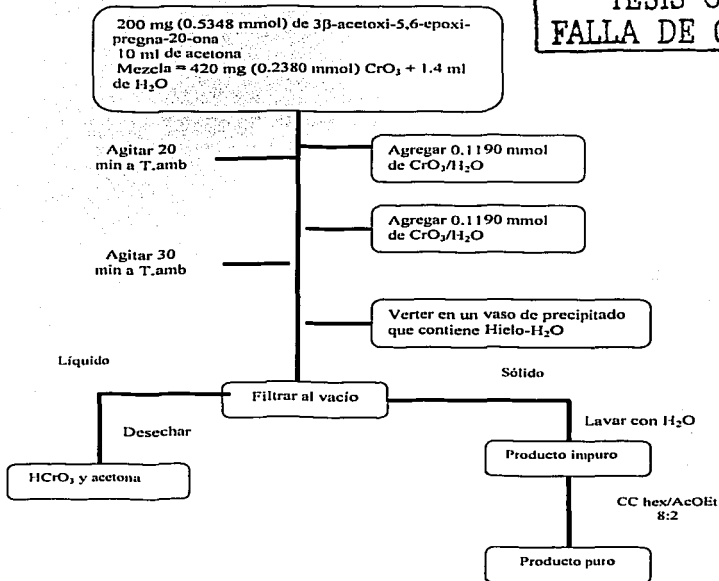 TESIS
FALLA DE
200 mg (0.5348 mmol) de 3β-acetoxi-5,6-epoxi-
pregna-20-ona
10 ml de acetona
Mezcla = 420 mg (0.2380 mmol) CrO₃ + 1.4 ml
de H₂O
Agitar 20
min a T.amb
Agregar 0.1190 mmol
de CrO₃/H₂O
Agregar 0.1190 mmol
de CrO₃/H₂O
Agitar 30
min a T.amb
Verter en un vaso de precipitado
que contiene Hielo-H₂O
Líquido
Sólido
Filtrar al vacío
Desechar
Lavar con H₂O
HCrO₃ y acetona
Producto impuro
CC hex/AcOEt
8:2
Producto puro